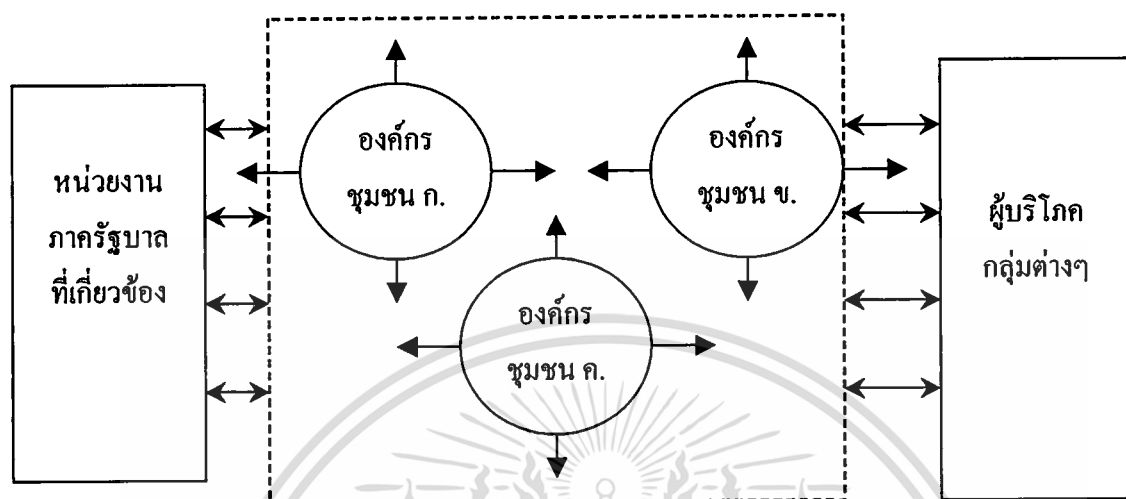 หน่วยงาน
ภาครัฐบาล
ที่เกี่ยวข้อง
องค์กร
ชุมชน ก.
องค์กร
ชุมชน ข.
องค์กร
ชุมชน ค.
ผู้บริโภค
กลุ่มต่างๆ